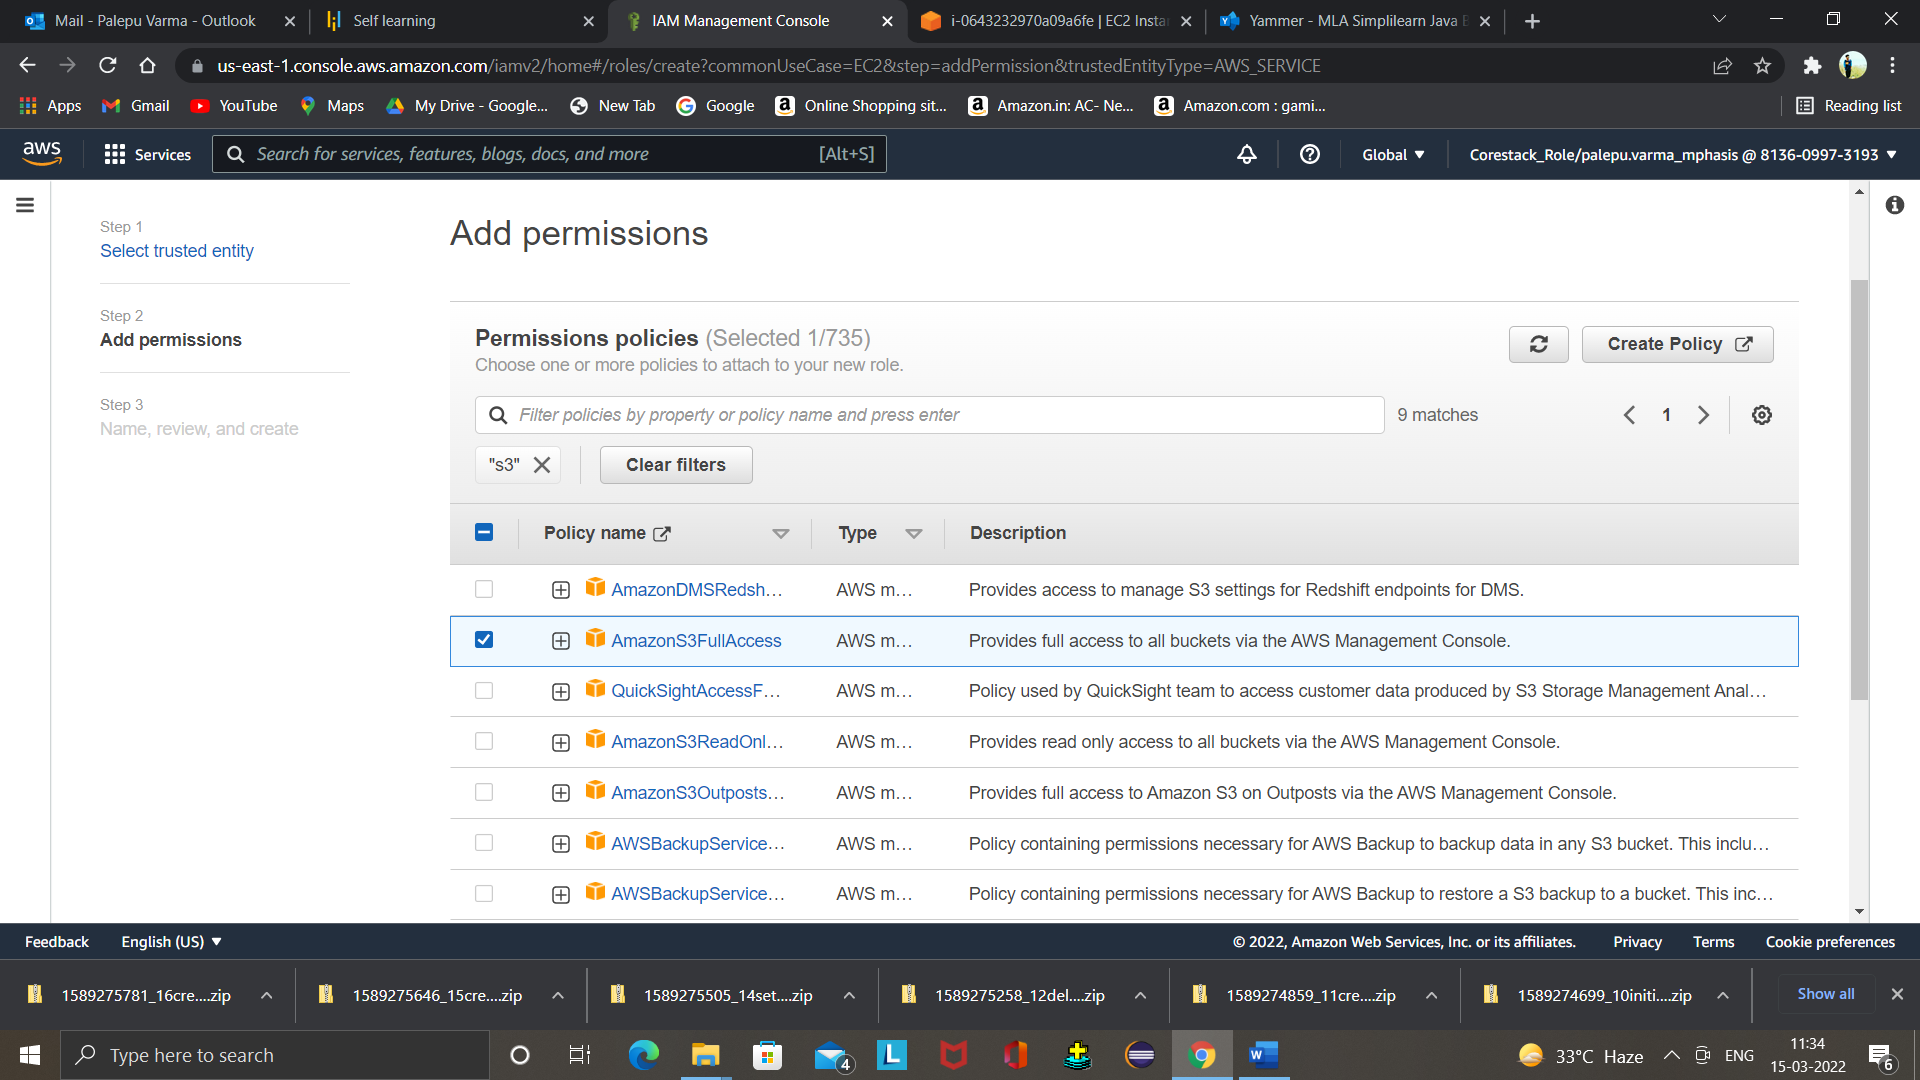 Mail - Palepu Varma - Outlook
Self learning
IAM Management Console
i-0643232970a09a6fe | EC2 Insta
Yammer - MLA Simplilearn Java B
us-east-1.console.aws.amazon.com/iamv2/home#/roles/create?commonUseCase=EC2&step=addPermission&trustedEntityType=AWS_SERVICE
Apps
Gmail
YouTube
Maps
My Drive - Google...
New Tab
Google
Online Shopping sit...
Amazon.in: AC- Ne...
Amazon.com : gami...
Reading list
aws
Services
Search for services, features, blogs, docs, and more
[Alt+S]
Global
Corestack_Role/palepu.varma_mphasis @ 8136-0997-3193
Step 1
Select trusted entity
Step 2
Add permissions
Step 3
Name, review, and create
Add permissions
Permissions policies (Selected 1/735)
Choose one or more policies to attach to your new role.
Create Policy
Filter policies by property or policy name and press enter
9 matches
1
"s3"
Clear filters
Policy name
Type
Description
AmazonDMSRedsh... AWS m... Provides access to manage S3 settings for Redshift endpoints for DMS.
AmazonS3FullAccess AWS m... Provides full access to all buckets via the AWS Management Console.
QuickSightAccessF... AWS m... Policy used by QuickSight team to access customer data produced by S3 Storage Management Anal...
AmazonS3ReadOnl... AWS m... Provides read only access to all buckets via the AWS Management Console.
AmazonS3Outposts... AWS m... Provides full access to Amazon S3 on Outposts via the AWS Management Console.
AWSBackupService... AWS m... Policy containing permissions necessary for AWS Backup to backup data in any S3 bucket. This inclu...
AWSBackupService... AWS m... Policy containing permissions necessary for AWS Backup to restore a S3 backup to a bucket. This inc...
Feedback
English (US)
© 2022, Amazon Web Services, Inc. or its affiliates.
Privacy
Terms
Cookie preferences
1589275781_16cre....zip
1589275646_15cre....zip
1589275505_14set....zip
1589275258_12del....zip
1589274859_11cre....zip
1589274699_10initi....zip
Show all
Type here to search
4
L
W
33°C Haze
ENG
11:34
15-03-2022
6